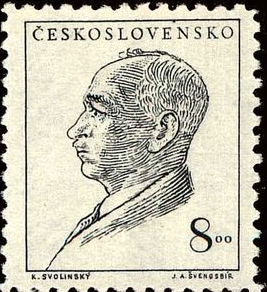 ČESKOSLOVENSKO
8 00
K. SVOLINSKÝ J. A. ŠVENGSBÍR